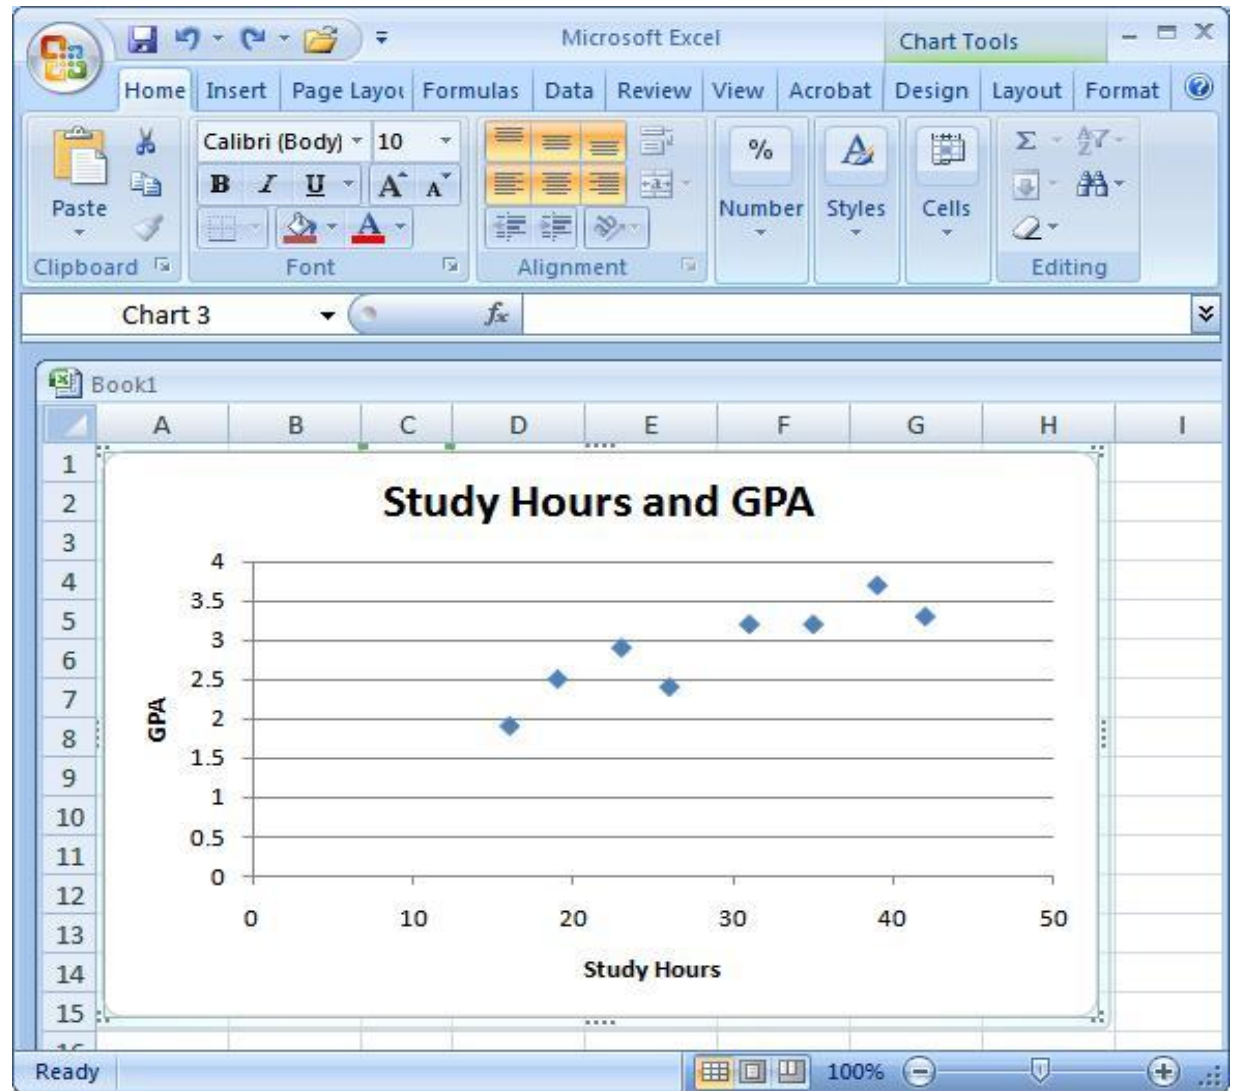 Microsoft Excel Chart Tools
Home Insert Page Layou Formulas Data Review View Acrobat Design Layout Format
Calibri (Body) 10
B I U A A
Paste A Number Styles Cells
% A Σ A Z
Clipboard Font Alignment Editing
Chart 3 fx
Book1
A B C D E F G H I
1
2
3
4
5
6
7
8
9
10
11
12
13
14
15
Study Hours and GPA
4
3.5
3
2.5
2
1.5
1
0.5
0
GPA
0 10 20 30 40 50
Study Hours
Ready 100%